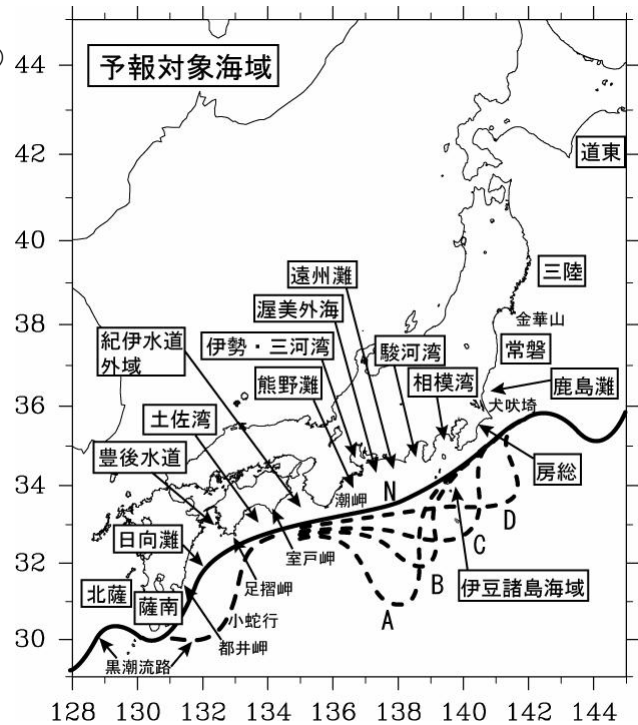 )
44
予報対象海域
道東
42
40
遠州灘
三陸
渥美外海
金華山
38
紀伊水道
外域
伊勢・三河湾
駿河湾
常磐
熊野灘
相模湾
鹿島灘
36
土佐湾
犬吠埼
豊後水道
房総
34
潮岬
N
D
日向灘
室戸岬
C
32
足摺岬
B
伊豆諸島海域
北薩
薩南
A
小蛇行
30
都井岬
黒潮流路
128 130 132 134 136 138 140 142 144